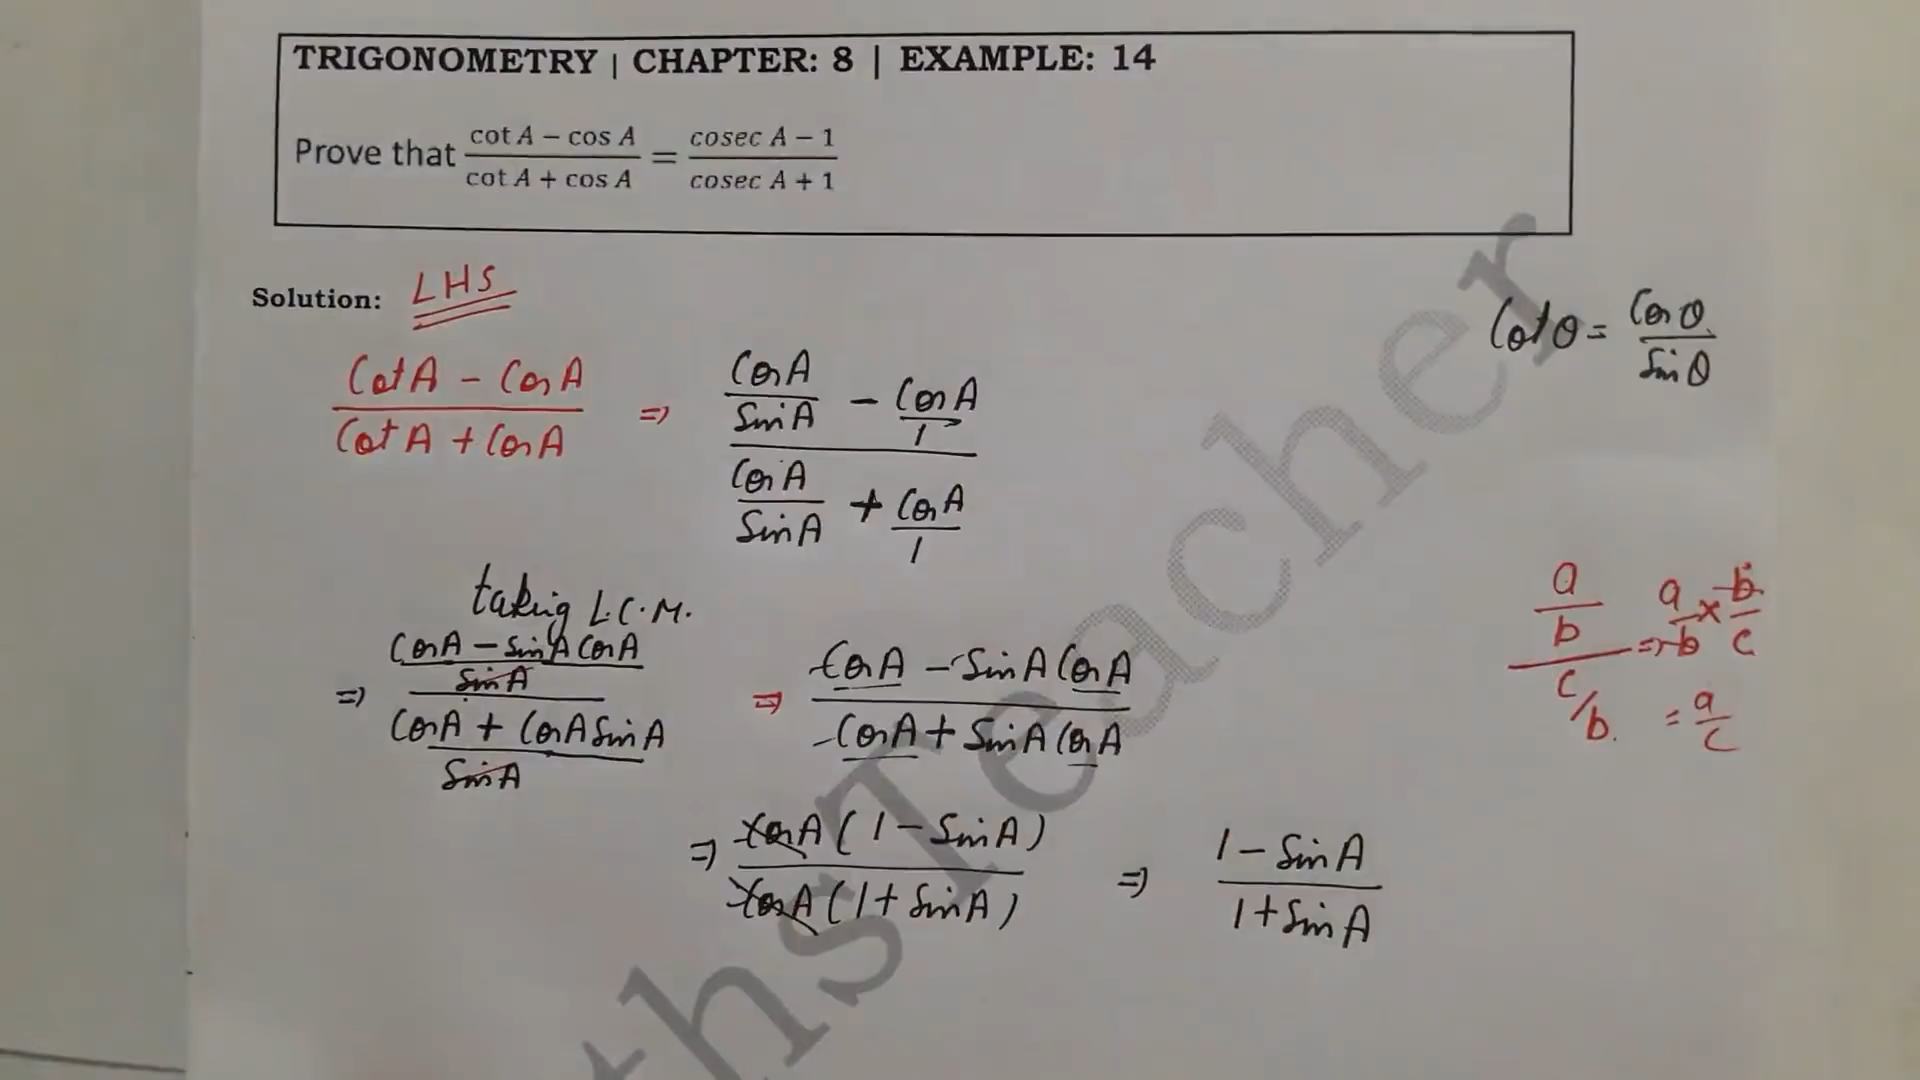 TRIGONOMETRY | CHAPTER: 8 | EXAMPLE: 14
Prove that (cot A − cos A)/(cot A + cos A) = (cosec A − 1)/(cosec A + 1)
Solution: LHS
Cot θ = Cos θ/Sin θ
(Cot A − Cos A)/(Cot A + Cos A) ⇒ (Cos A/Sin A − Cos A/1)/(Cos A/Sin A + Cos A/1)
taking L.C.M.
(a/b)/(c/b) ⇒ a/b × b/c
= a/c
⇒ ((Cos A − Sin A Cos A)/Sin A)/((Cos A + Cos A Sin A)/Sin A) ⇒ (Cos A − Sin A Cos A)/(Cos A + Sin A Cos A)
⇒ Cos A (1 − Sin A)/Cos A (1 + Sin A) ⇒ (1 − Sin A)/(1 + Sin A)
ths Teacher